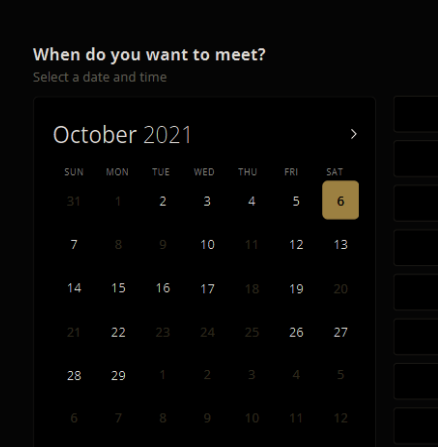 When do you want to meet?
Select a date and time
October 2021
SUN MON TUE WED THU FRI SAT
31 1 2 3 4 5 6
7 8 9 10 11 12 13
14 15 16 17 18 19 20
21 22 23 24 25 26 27
28 29 1 2 3 4 5
6 7 8 9 10 11 12